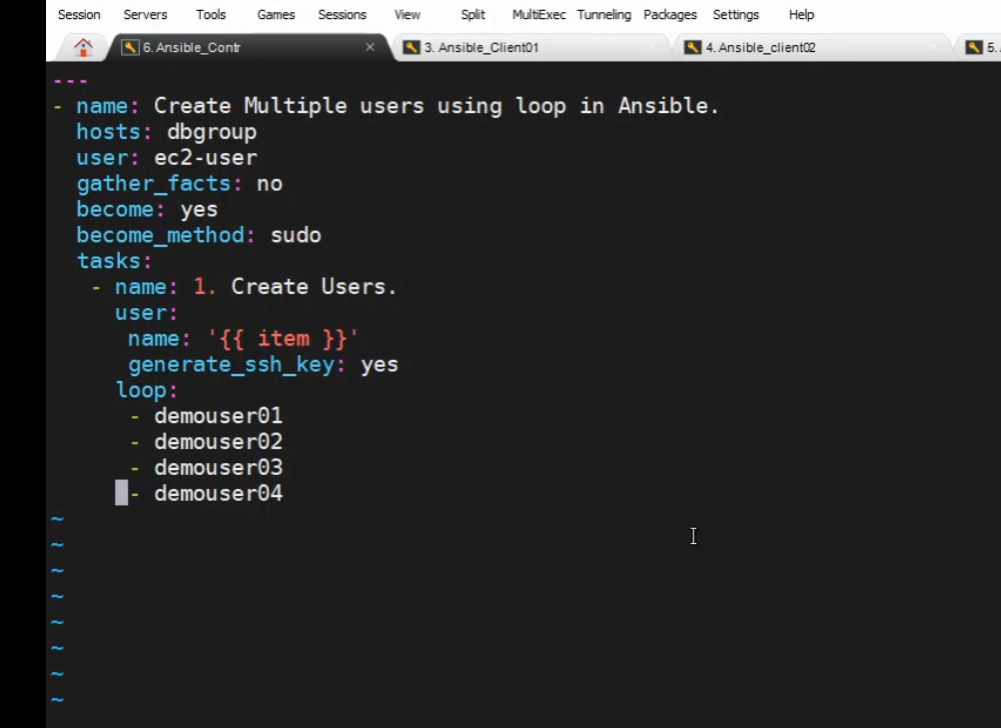 Session Servers Tools Games Sessions View Split MultiExec Tunneling Packages Settings Help
6. Ansible_Contr 3. Ansible_Client01 4. Ansible_client02 5.
---
- name: Create Multiple users using loop in Ansible.
  hosts: dbgroup
  user: ec2-user
  gather_facts: no
  become: yes
  become_method: sudo
  tasks:
   - name: 1. Create Users.
     user:
      name: '{{ item }}'
      generate_ssh_key: yes
     loop:
      - demouser01
      - demouser02
      - demouser03
      - demouser04
~
~
~
~
~
~
~
~